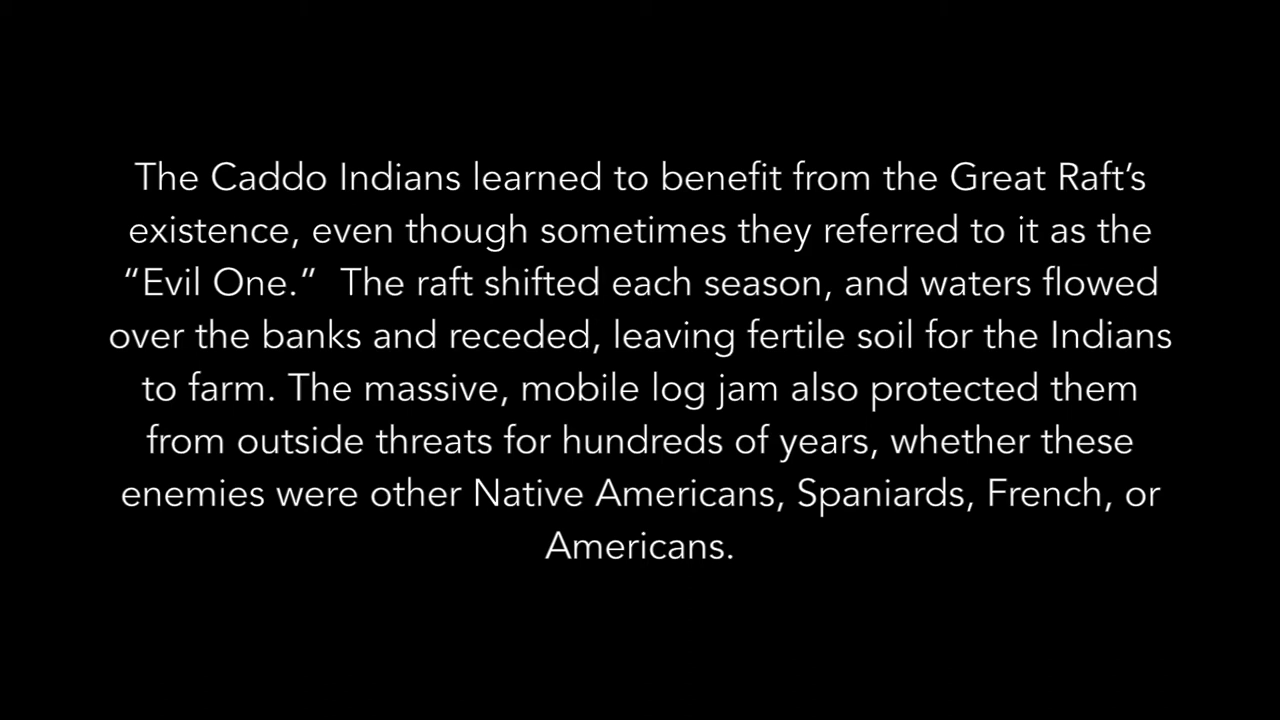 The Caddo Indians learned to benefit from the Great Raft’s
existence, even though sometimes they referred to it as the
“Evil One.”  The raft shifted each season, and waters flowed
over the banks and receded, leaving fertile soil for the Indians
to farm. The massive, mobile log jam also protected them
from outside threats for hundreds of years, whether these
enemies were other Native Americans, Spaniards, French, or
Americans.